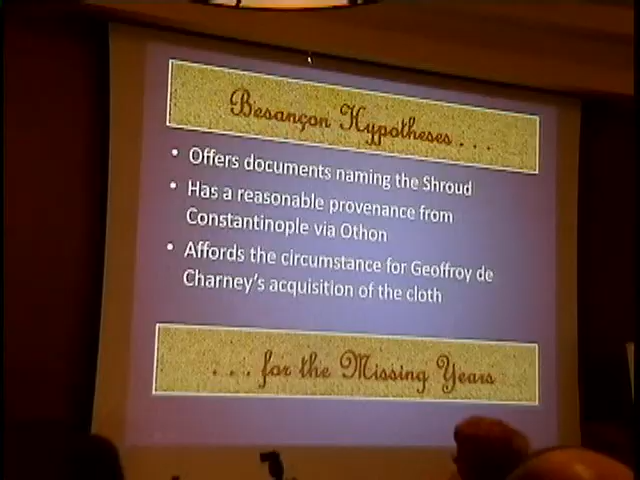 Besançon Hypotheses . . .
• Offers documents naming the Shroud
• Has a reasonable provenance from
Constantinople via Othon
• Affords the circumstance for Geoffroy de
Charney's acquisition of the cloth
. . . for the Missing Years